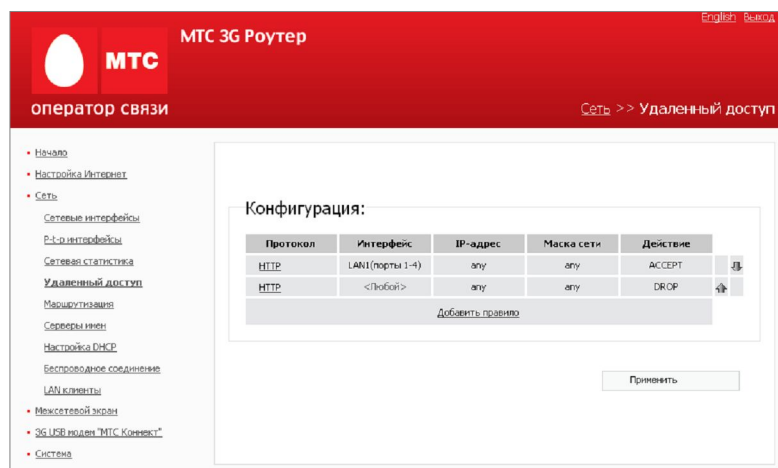 English Выход
МТС 3G Роутер
МТС
оператор связи
Сеть >> Удаленный доступ
Начало
Настройка Интернет
Сеть
Сетевые интерфейсы
P-t-p интерфейсы
Сетевая статистика
Удаленный доступ
Маршрутизация
Серверы имен
Настройка DHCP
Беспроводное соединение
LAN клиенты
Межсетевой экран
3G USB модем "МТС Коннект"
Система
Конфигурация:
Протокол Интерфейс IP-адрес Маска сети Действие
HTTP LAN1(порты 1-4) any any ACCEPT
HTTP <Любой> any any DROP
Добавить правило
Применить